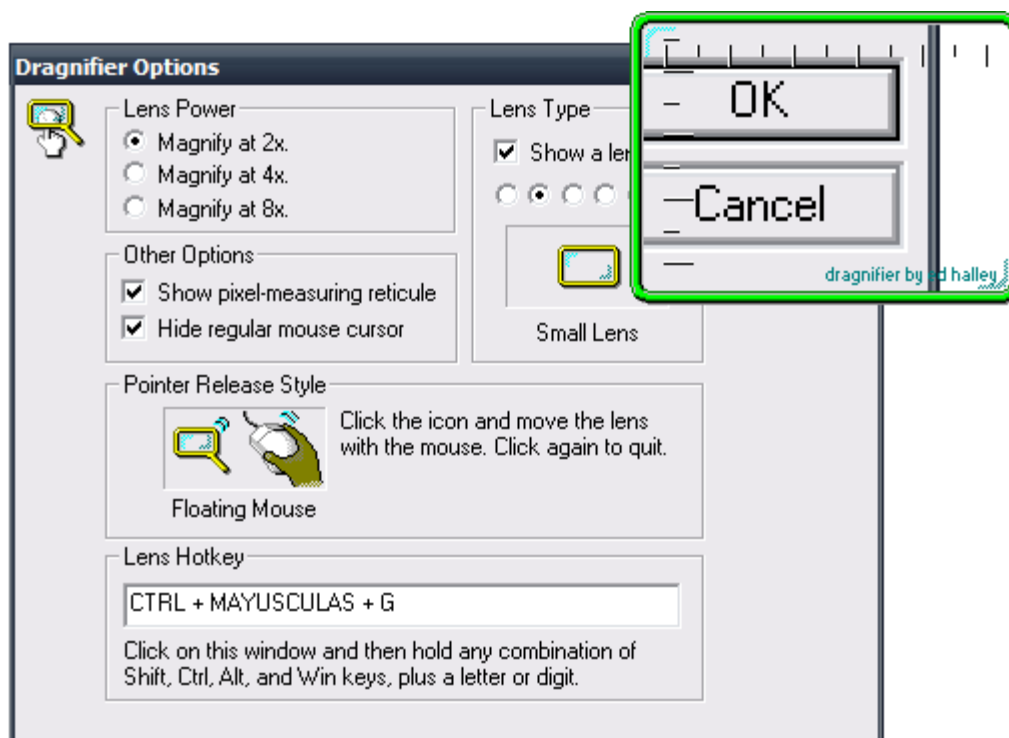 Dragnifier Options
Lens Power
Magnify at 2x.
Magnify at 4x.
Magnify at 8x.
Other Options
Show pixel-measuring reticule
Hide regular mouse cursor
Lens Type
Show a len
Small Lens
OK
Cancel
dragnifier by ed halley
Pointer Release Style
Click the icon and move the lens
with the mouse. Click again to quit.
Floating Mouse
Lens Hotkey
CTRL + MAYUSCULAS + G
Click on this window and then hold any combination of
Shift, Ctrl, Alt, and Win keys, plus a letter or digit.